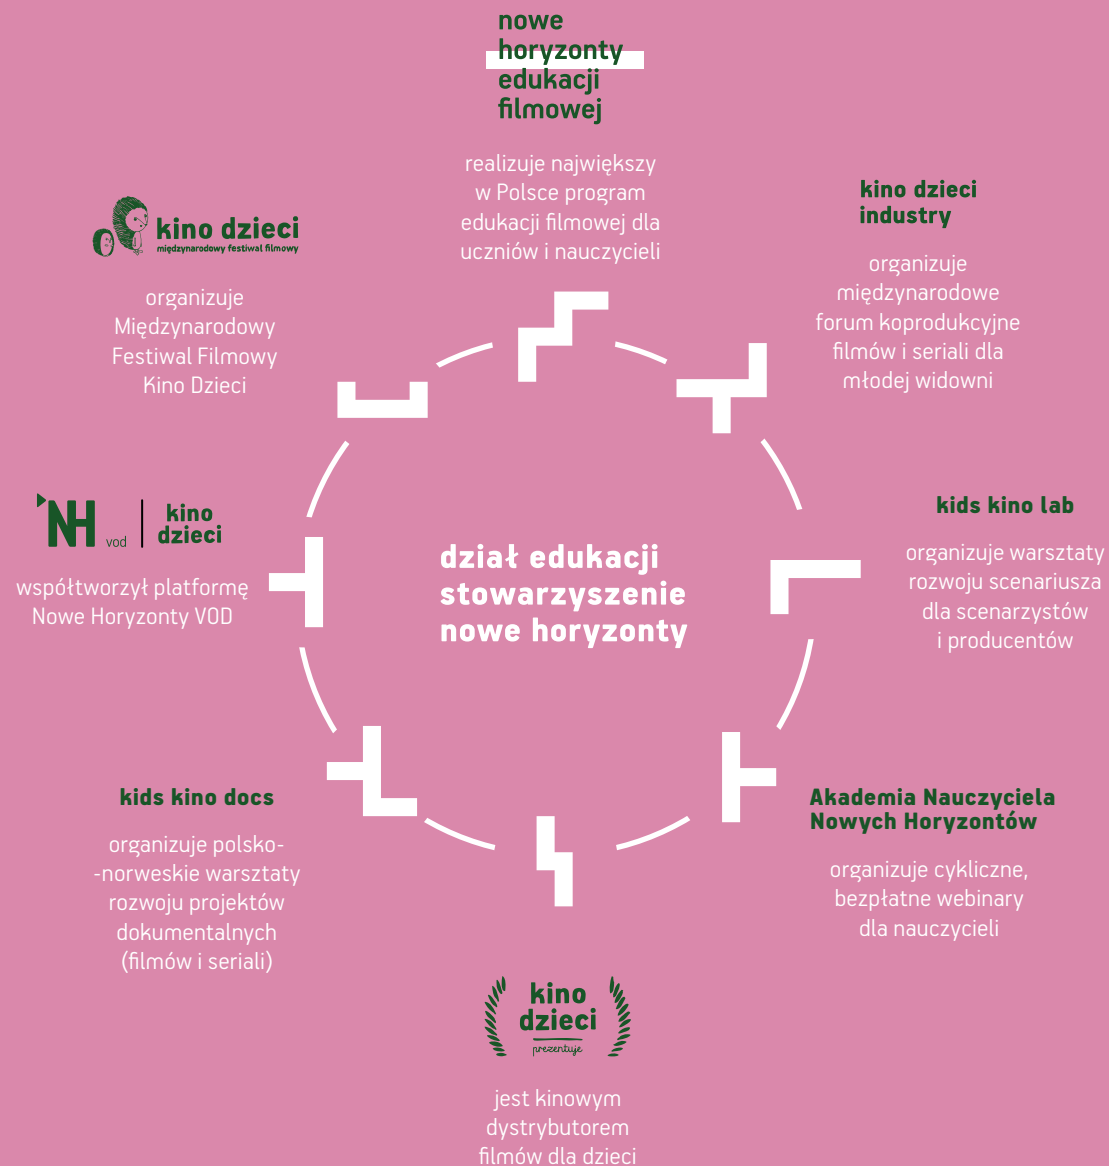 nowe
horyzonty
edukacji
filmowej
realizuje największy
w Polsce program
edukacji filmowej dla
uczniów i nauczycieli
kino dzieci
industry
organizuje
międzynarodowe
forum koprodukcyjne
filmów i seriali dla
młodej widowni
kino dzieci
międzynarodowy festiwal filmowy
organizuje
Międzynarodowy
Festiwal Filmowy
Kino Dzieci
kids kino lab
organizuje warsztaty
rozwoju scenariusza
dla scenarzystów
i producentów
NH vod
kino
dzieci
współtworzył platformę
Nowe Horyzonty VOD
dział edukacji
stowarzyszenie
nowe horyzonty
kids kino docs
organizuje polsko-
-norweskie warsztaty
rozwoju projektów
dokumentalnych
(filmów i seriali)
Akademia Nauczyciela
Nowych Horyzontów
organizuje cykliczne,
bezpłatne webinary
dla nauczycieli
kino
dzieci
prezentuje
jest kinowym
dystrybutorem
filmów dla dzieci